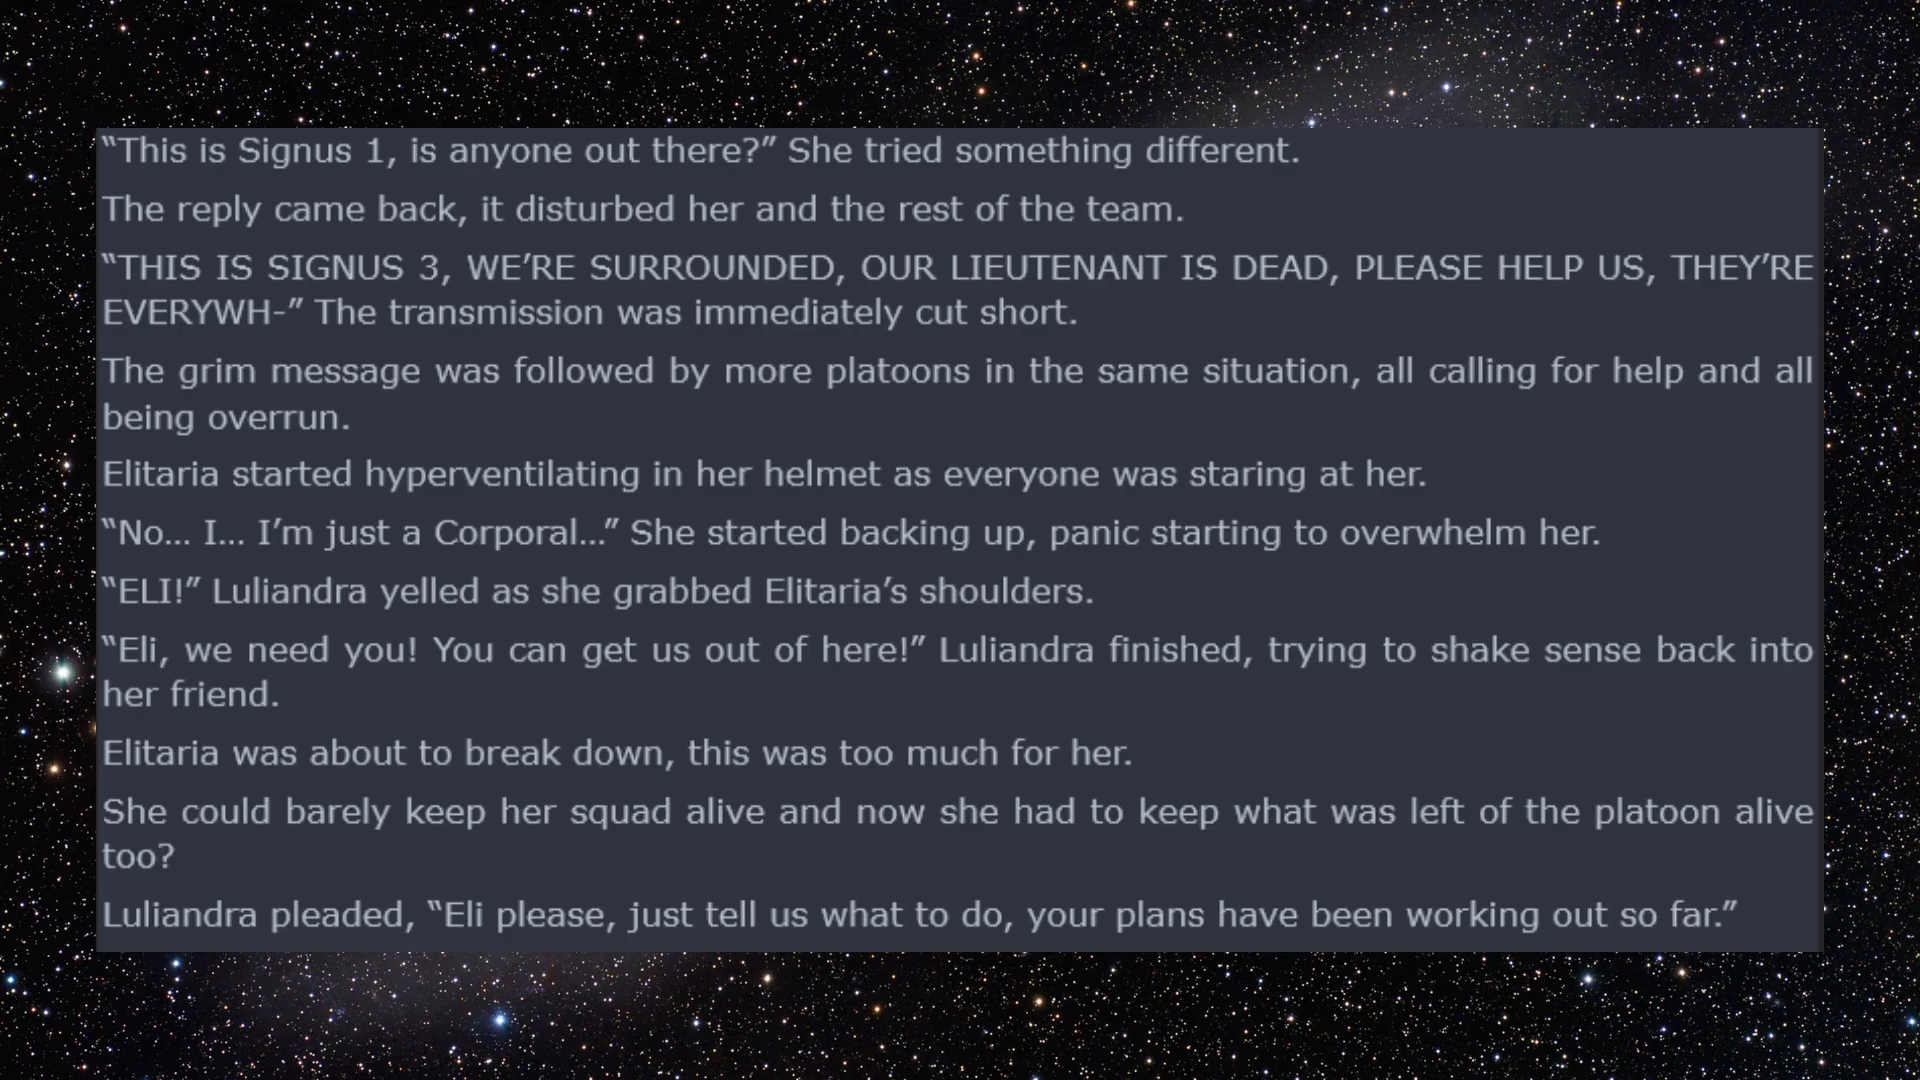 “This is Signus 1, is anyone out there?” She tried something different.
The reply came back, it disturbed her and the rest of the team.
“THIS IS SIGNUS 3, WE’RE SURROUNDED, OUR LIEUTENANT IS DEAD, PLEASE HELP US, THEY’RE
EVERYWH-” The transmission was immediately cut short.
The grim message was followed by more platoons in the same situation, all calling for help and all
being overrun.
Elitaria started hyperventilating in her helmet as everyone was staring at her.
“No... I... I’m just a Corporal...” She started backing up, panic starting to overwhelm her.
“ELI!” Luliandra yelled as she grabbed Elitaria’s shoulders.
“Eli, we need you! You can get us out of here!” Luliandra finished, trying to shake sense back into
her friend.
Elitaria was about to break down, this was too much for her.
She could barely keep her squad alive and now she had to keep what was left of the platoon alive
too?
Luliandra pleaded, “Eli please, just tell us what to do, your plans have been working out so far.”